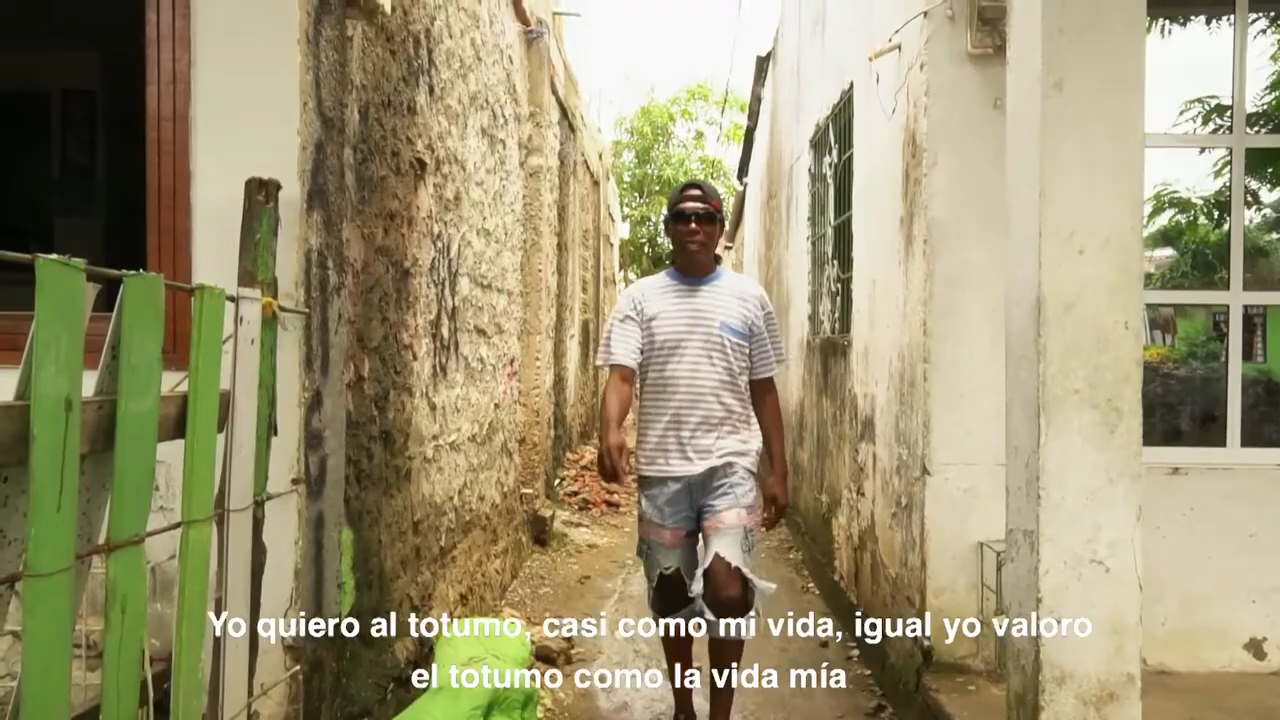 Yo quiero al totumo, casi como mi vida, igual yo valoro
el totumo como la vida mía